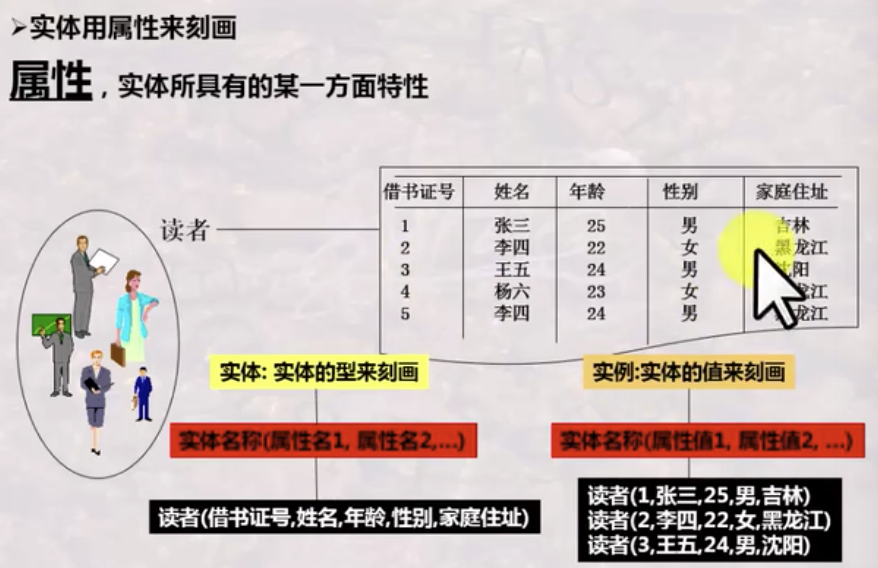 ➢实体用属性来刻画
属性，实体所具有的某一方面特性
读者
借书证号 姓名 年龄 性别 家庭住址
1 张三 25 男 吉林
2 李四 22 女 黑龙江
3 王五 24 男 沈阳
4 杨六 23 女 龙江
5 李四 24 男 龙江
实体: 实体的型来刻画
实例:实体的值来刻画
实体名称(属性名1, 属性名2,...)
实体名称(属性值1, 属性值2, ...)
读者(借书证号,姓名,年龄,性别,家庭住址)
读者(1,张三,25,男,吉林)
读者(2,李四,22,女,黑龙江)
读者(3,王五,24,男,沈阳)